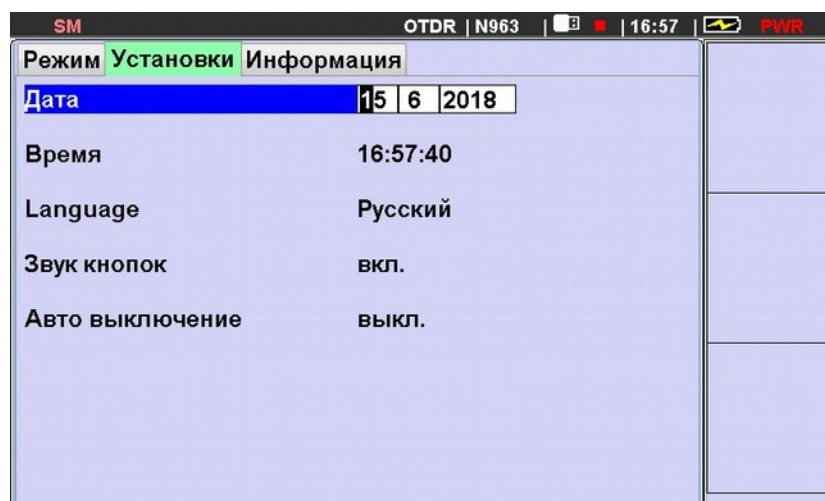 SM OTDR | N963 | | 16:57 | PWR
Режим Установки Информация
Дата 15 6 2018
Время 16:57:40
Language Русский
Звук кнопок вкл.
Авто выключение выкл.